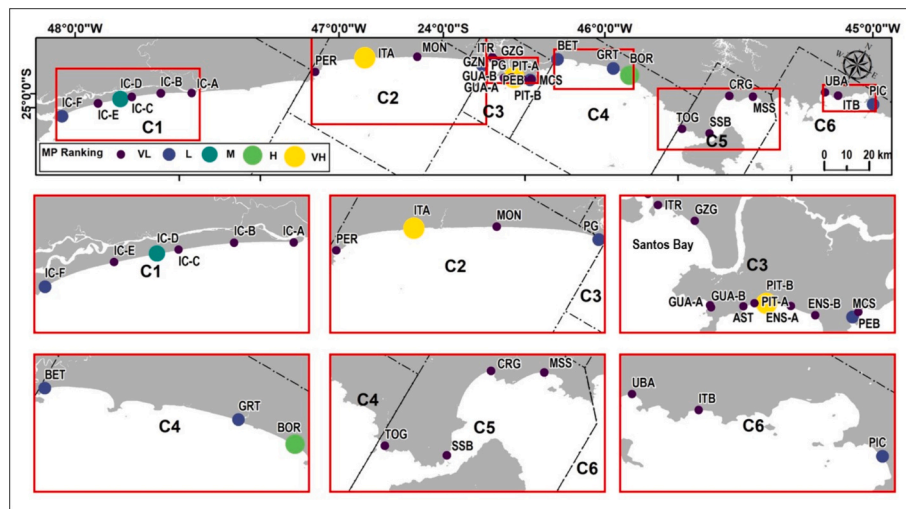 48°0'0"W
47°0'0"W
24°0'0"S
46°0'0"W
45°0'0"W
25°0'0"S
IC-F
IC-E
IC-D
IC-C
IC-B
IC-A
C1
PER
ITA
MON
C2
ITR
GZG
GZN
PG
PIT-A
GUA-B
PEB
MCS
GUA-A
PIT-B
C3
BET
GRT
BOR
C4
CRG
MSS
TOG
SSB
C5
UBA
PIC
ITB
C6
N
E
S
0 10 20 km
MP Ranking VL L M H VH
IC-F
IC-E
IC-D
IC-C
IC-B
IC-A
C1
PER
ITA
MON
PG
C2
C3
ITR
GZG
Santos Bay
C3
PIT-B
GUA-A
GUA-B
PIT-A
AST
ENS-A
ENS-B
MCS
PEB
BET
GRT
BOR
C4
C4
CRG
MSS
TOG
SSB
C5
C6
UBA
ITB
C6
PIC